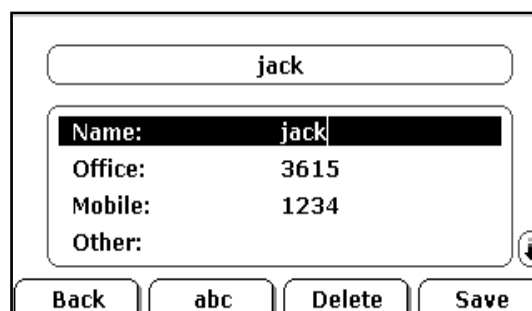 jack
Name: jack
Office: 3615
Mobile: 1234
Other:
Back abc Delete Save